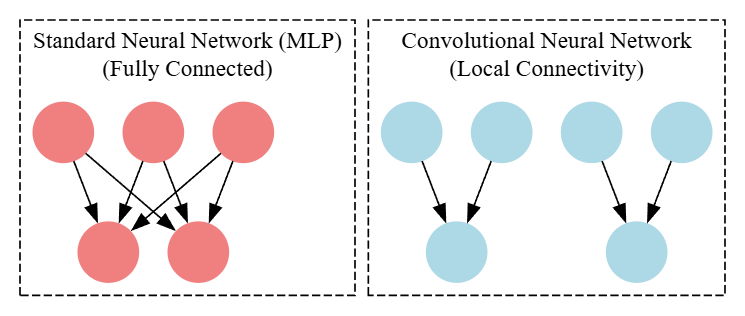 Standard Neural Network (MLP)
(Fully Connected)
Convolutional Neural Network
(Local Connectivity)